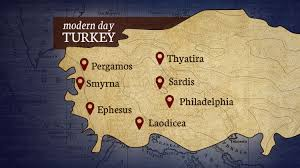 modern day
TURKEY
Pergamos
Thyatira
Smyrna
Sardis
Ephesus
Philadelphia
Laodicea